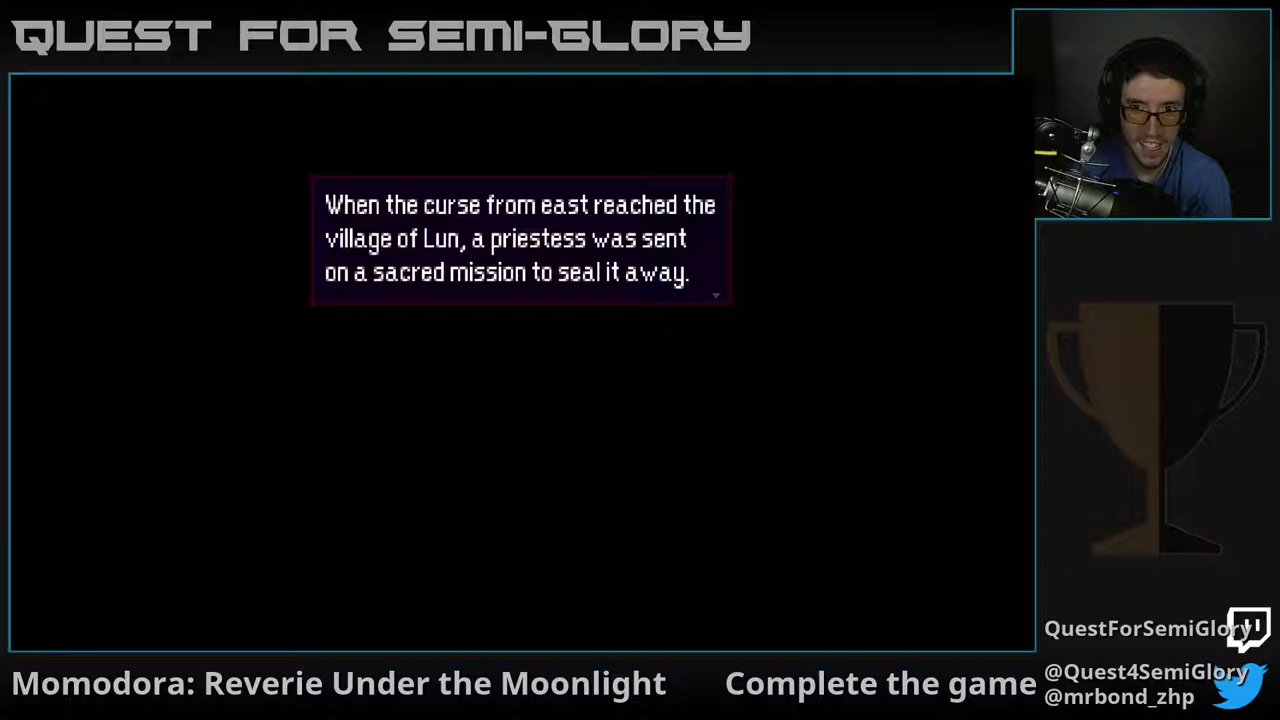 QUEST FOR SEMI-GLORY
When the curse from east reached the
village of Lun, a priestess was sent
on a sacred mission to seal it away.
QuestForSemiGlory
@Quest4SemiGlory
@mrbond_zhp
Momodora: Reverie Under the Moonlight
Complete the game